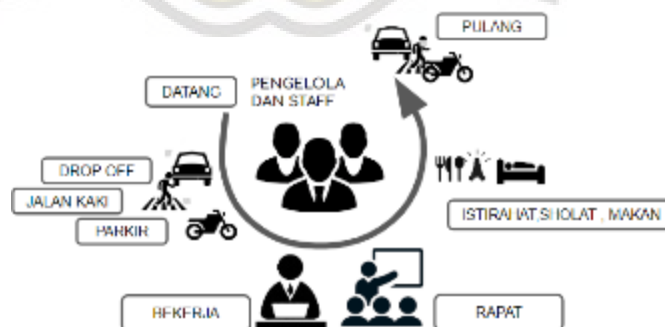 PULANG
DATANG
PENGELOLA
DAN STAFF
DROP OFF
JALAN KAKI
PARKIR
ISTIRAHAT,SHOLAT , MAKAN
BEKERJA
RAPAT